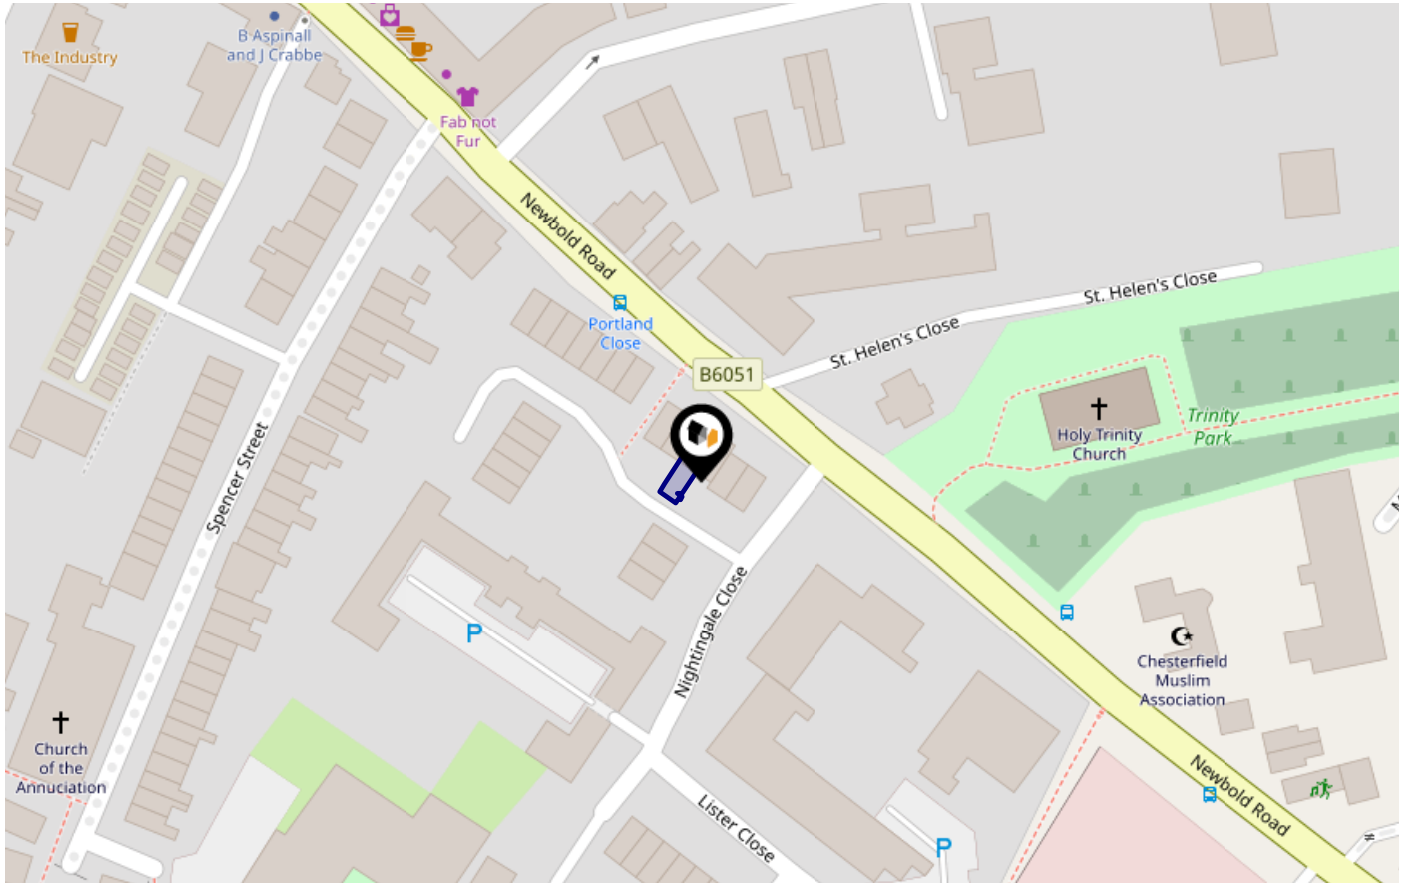 The Industry
B Aspinall
and J Crabbe
Fab not
Fur
Newbold Road
Portland
Close
B6051
St. Helen's Close
St. Helen's Close
Holy Trinity
Church
Trinity
Park
Spencer Street
Nightingale Close
P
Chesterfield
Muslim
Association
Church
of the
Annuciation
Lister Close
P
Newbold Road